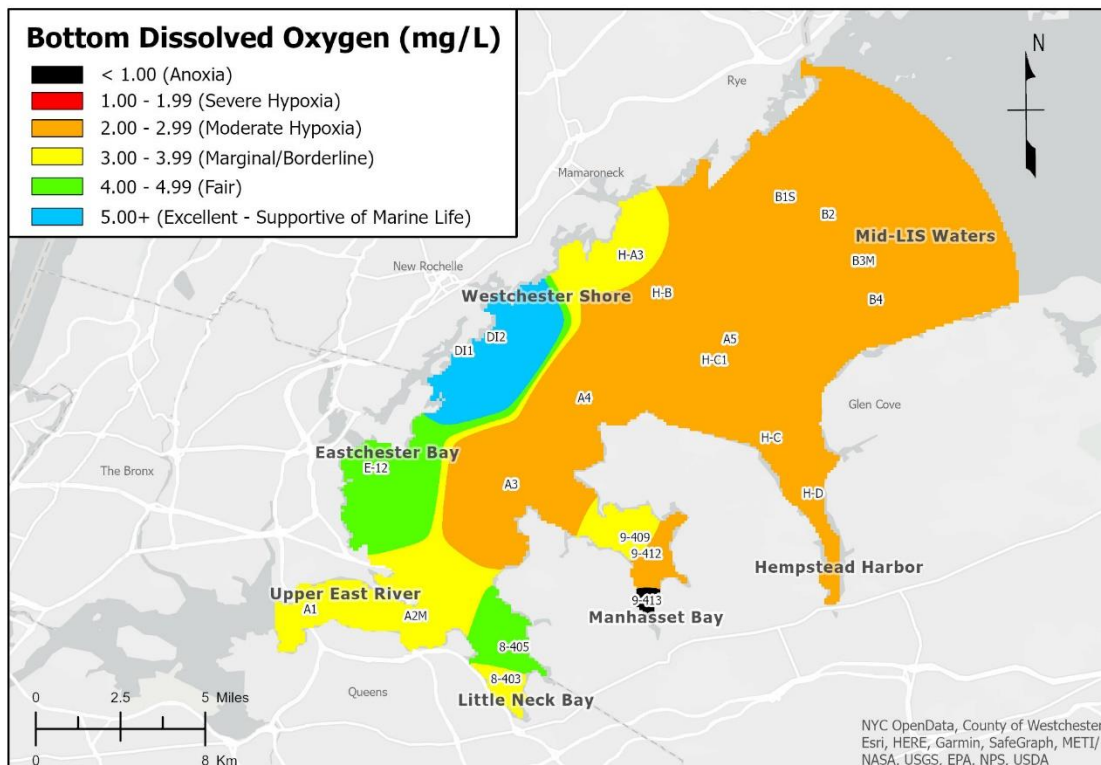 Bottom Dissolved Oxygen (mg/L)
< 1.00 (Anoxia)
1.00 - 1.99 (Severe Hypoxia)
2.00 - 2.99 (Moderate Hypoxia)
3.00 - 3.99 (Marginal/Borderline)
4.00 - 4.99 (Fair)
5.00+ (Excellent - Supportive of Marine Life)
N
Rye
Mamaroneck
B1S
B2
Mid-LIS Waters
H-A3
B3M
New Rochelle
Westchester Shore
H-B
B4
DI2
DI1
A5
H-C1
A4
Glen Cove
H-C
Eastchester Bay
E-12
The Bronx
A3
H-D
9-409
9-412
Hempstead Harbor
Upper East River
9-413
A1
A2M
Manhasset Bay
8-405
8-403
Queens
Little Neck Bay
0 2.5 5 Miles
0 8 Km
NYC OpenData, County of Westchester
Esri, HERE, Garmin, SafeGraph, METI/
NASA, USGS, EPA, NPS, USDA